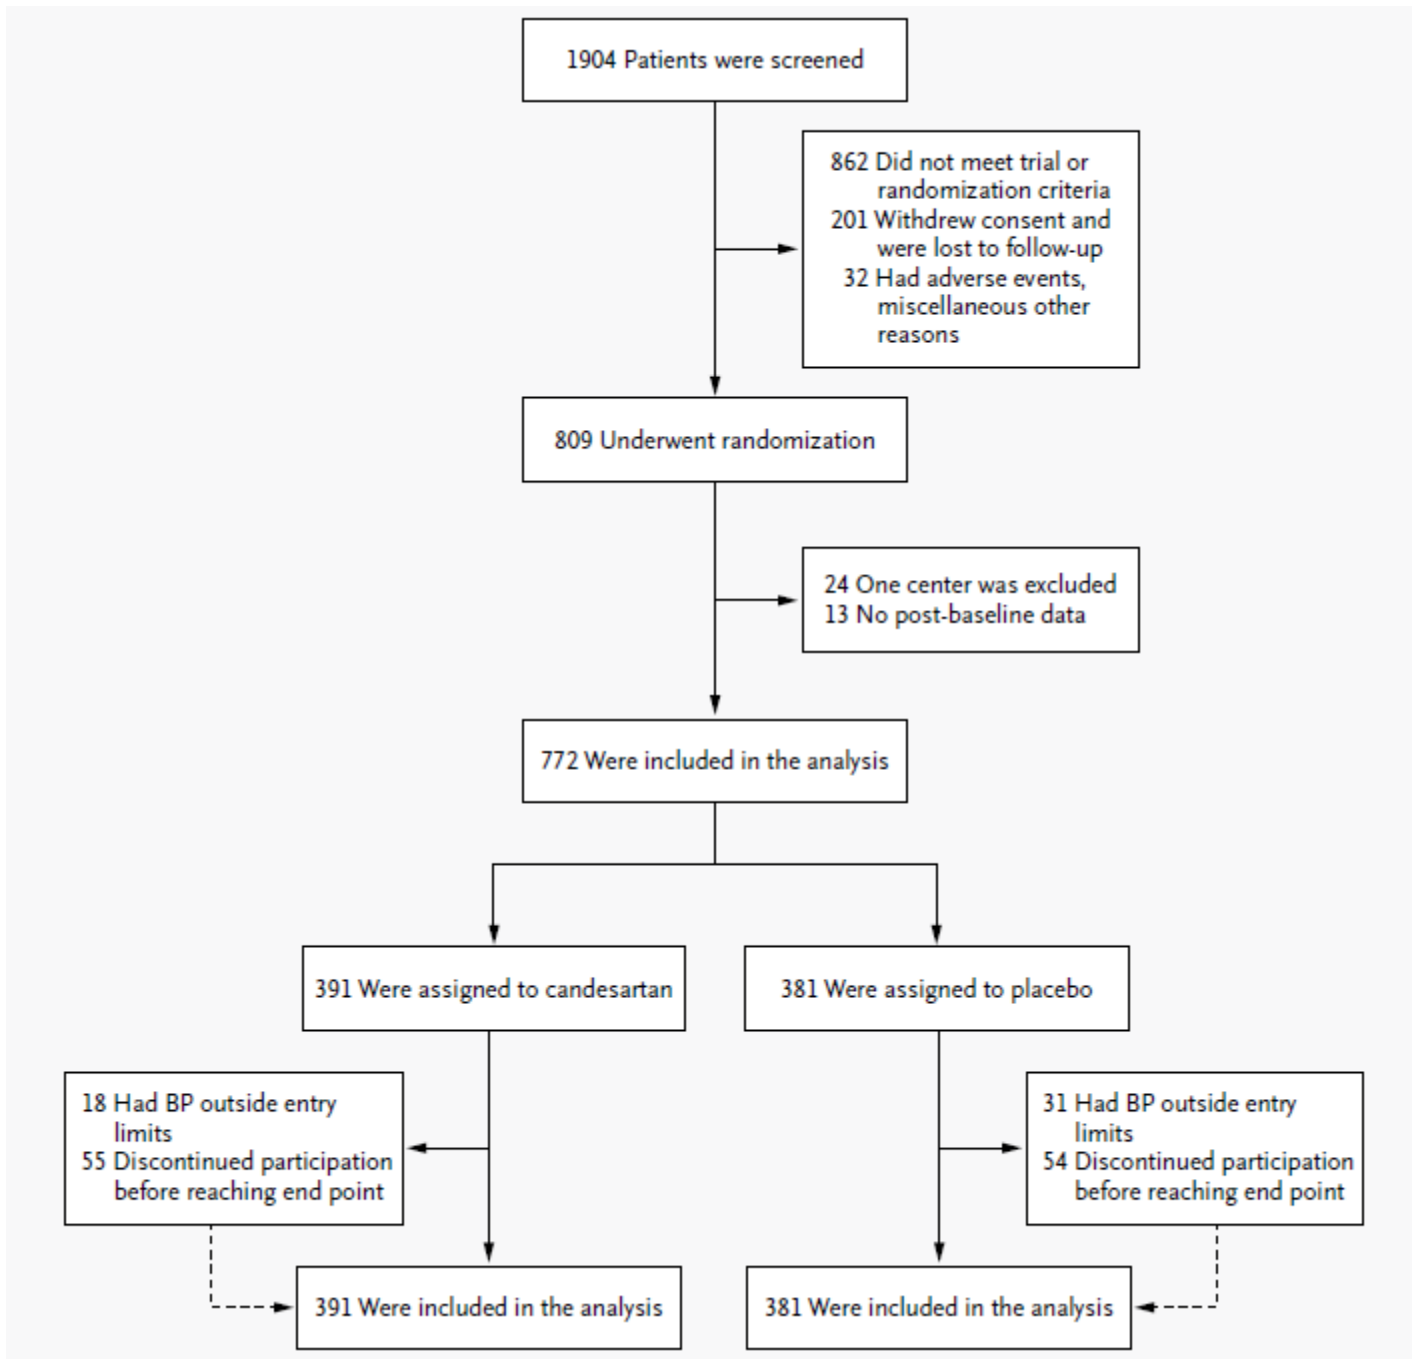 1904 Patients were screened
862 Did not meet trial or
randomization criteria
201 Withdrew consent and
were lost to follow-up
32 Had adverse events,
miscellaneous other
reasons
809 Underwent randomization
24 One center was excluded
13 No post-baseline data
772 Were included in the analysis
391 Were assigned to candesartan
381 Were assigned to placebo
18 Had BP outside entry
limits
55 Discontinued participation
before reaching end point
31 Had BP outside entry
limits
54 Discontinued participation
before reaching end point
391 Were included in the analysis
381 Were included in the analysis